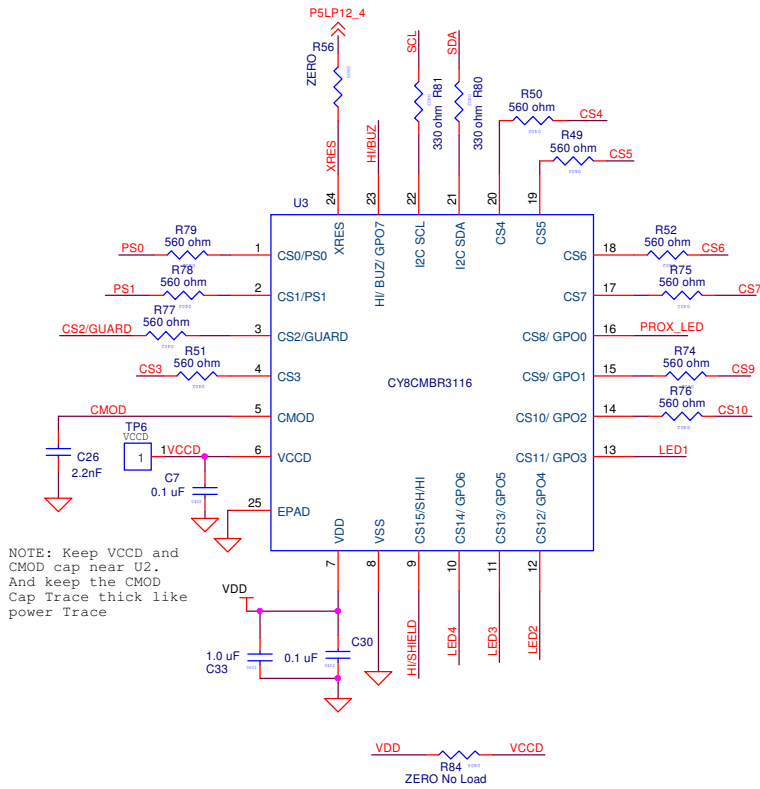 P5LP12_4
R56
ZERO
XRES
HI/BUZ
SCL
R81
330 ohm
SDA
R80
330 ohm
R50
560 ohm
CS4
R49
560 ohm
CS5
U3
24
23
22
21
20
19
XRES
HI/ BUZ/ GPO7
I2C SCL
I2C SDA
CS4
CS5
PS0
R79
560 ohm
1
CS0/PS0
PS1
R78
560 ohm
2
CS1/PS1
CS2/GUARD
R77
560 ohm
3
CS2/GUARD
CS3
R51
560 ohm
4
CS3
CMOD
5
CMOD
C26
2.2nF
TP6
VCCD
1
1
VCCD
6
VCCD
C7
0.1 uF
25
EPAD
CY8CMBR3116
CS6
18
R52
560 ohm
CS6
CS7
17
R75
560 ohm
CS7
CS8/ GPO0
16
PROX_LED
CS9/ GPO1
15
R74
560 ohm
CS9
CS10/ GPO2
14
R76
560 ohm
CS10
CS11/ GPO3
13
LED1
VDD
VSS
CS15/SH/HI
CS14/ GPO6
CS13/ GPO5
CS12/ GPO4
7
8
9
10
11
12
HI/SHIELD
LED4
LED3
LED2
NOTE: Keep VCCD and
CMOD cap near U2.
And keep the CMOD
Cap Trace thick like
power Trace
VDD
1.0 uF
C33
0.1 uF
C30
VDD
R84
ZERO No Load
VCCD